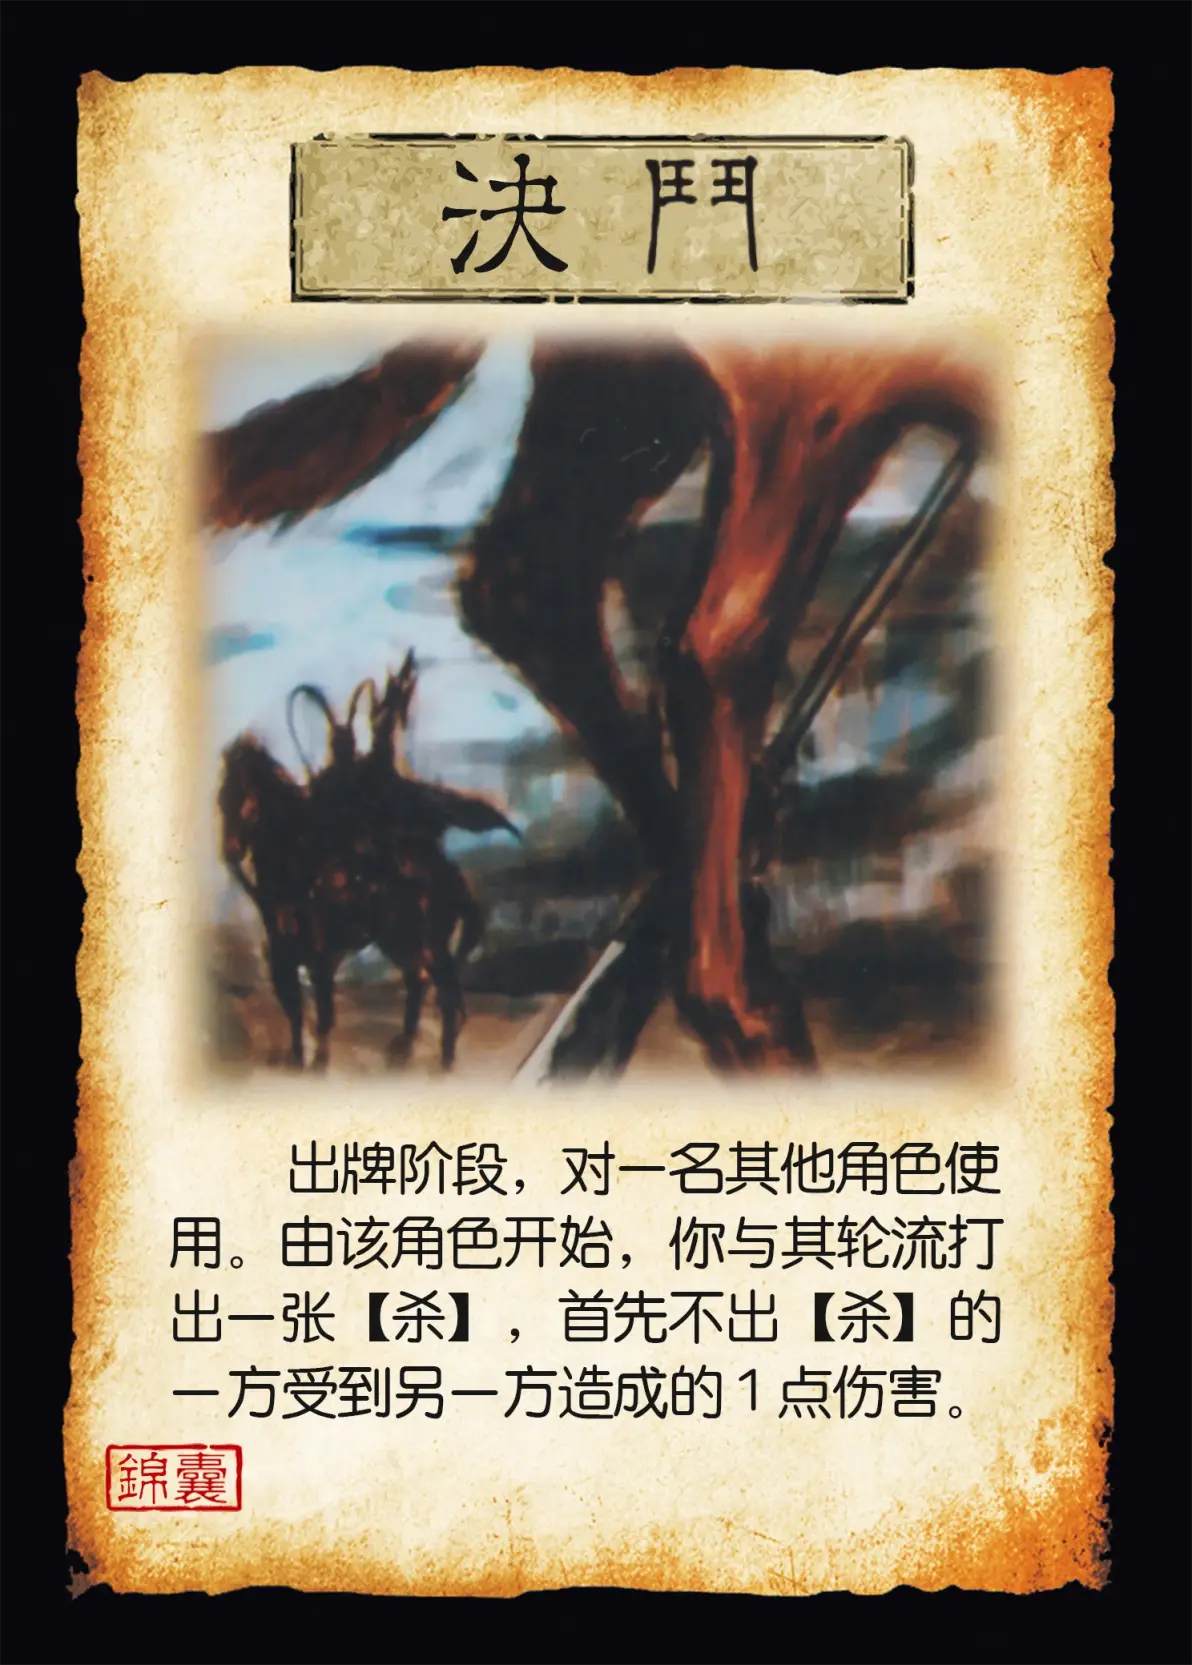 決鬥
出牌阶段，对一名其他角色使
用。由该角色开始，你与其轮流打
出一张【杀】，首先不出【杀】的
一方受到另一方造成的1点伤害。
錦囊